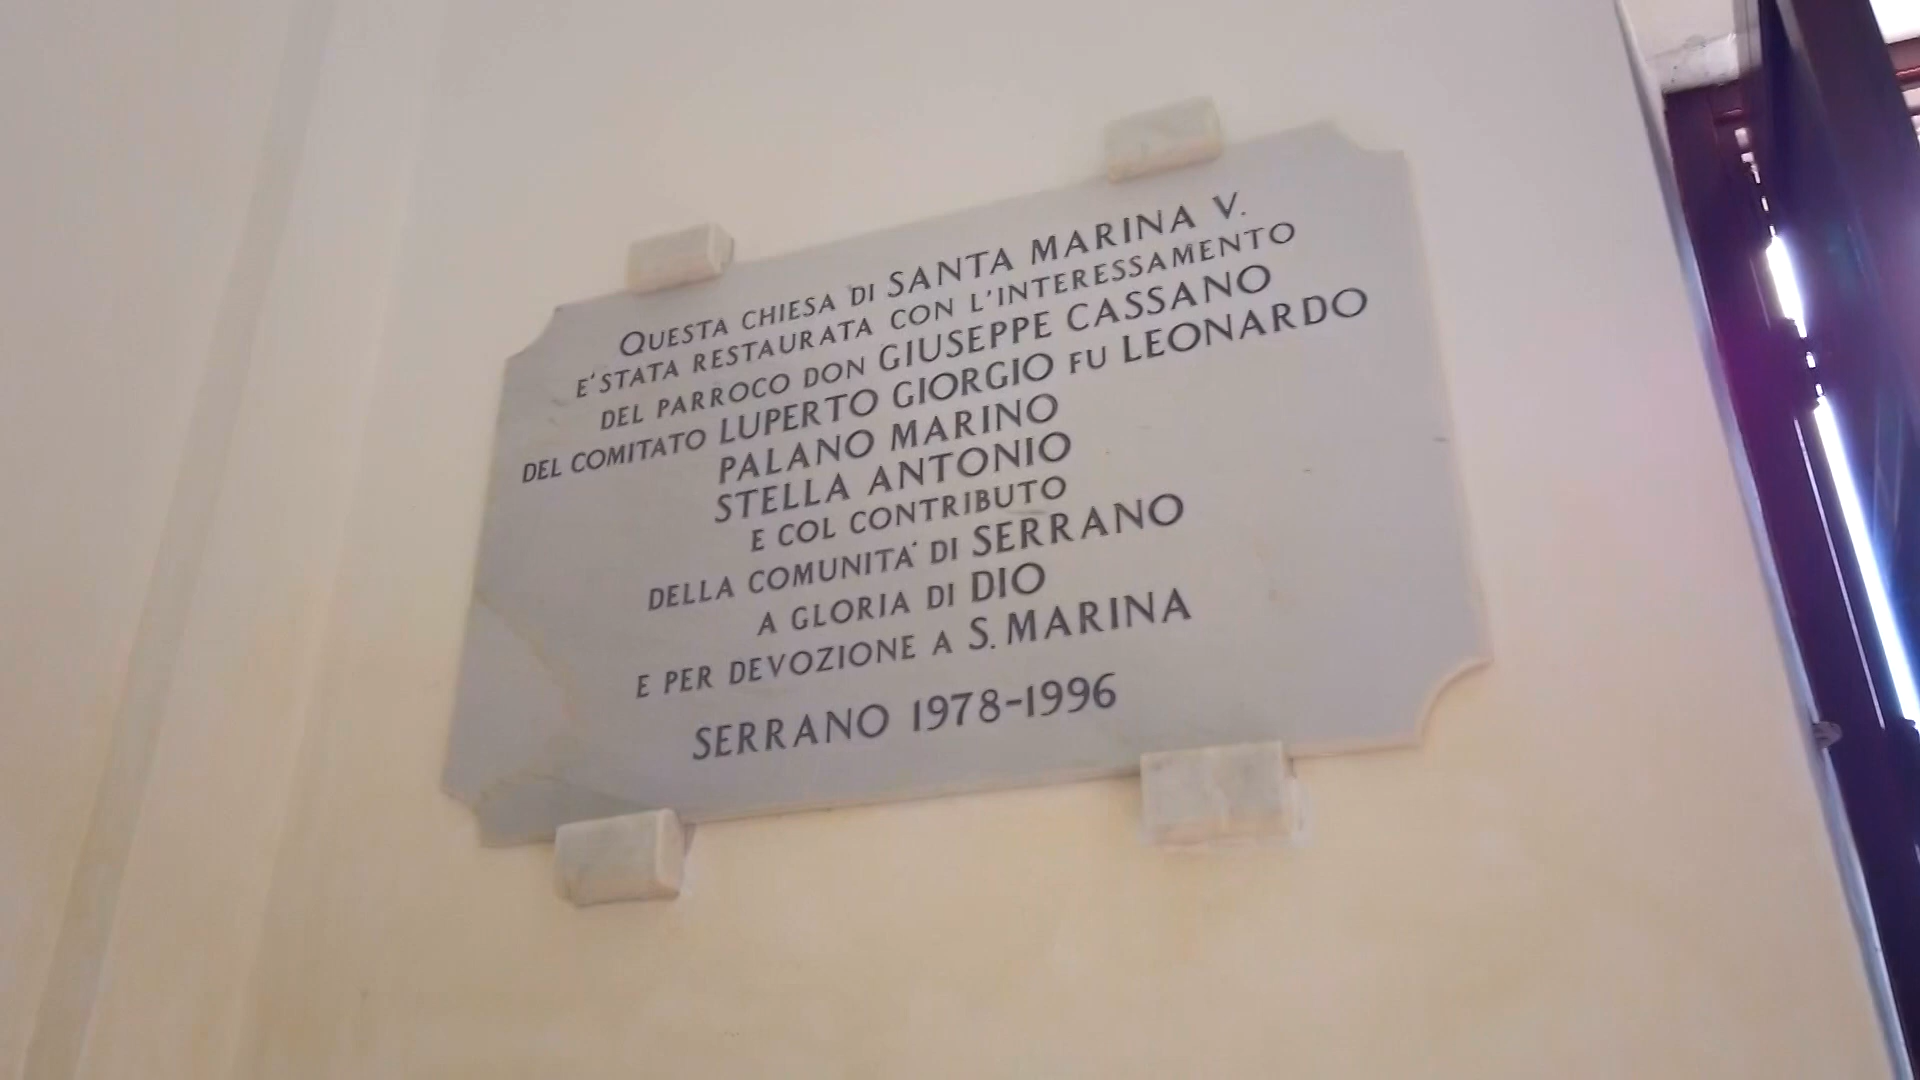 QUESTA CHIESA DI SANTA MARINA V.
E' STATA RESTAURATA CON L'INTERESSAMENTO
DEL PARROCO DON GIUSEPPE CASSANO
DEL COMITATO LUPERTO GIORGIO FU LEONARDO
PALANO MARINO
STELLA ANTONIO
E COL CONTRIBUTO
DELLA COMUNITA' DI SERRANO
A GLORIA DI DIO
E PER DEVOZIONE A S. MARINA
SERRANO 1978-1996